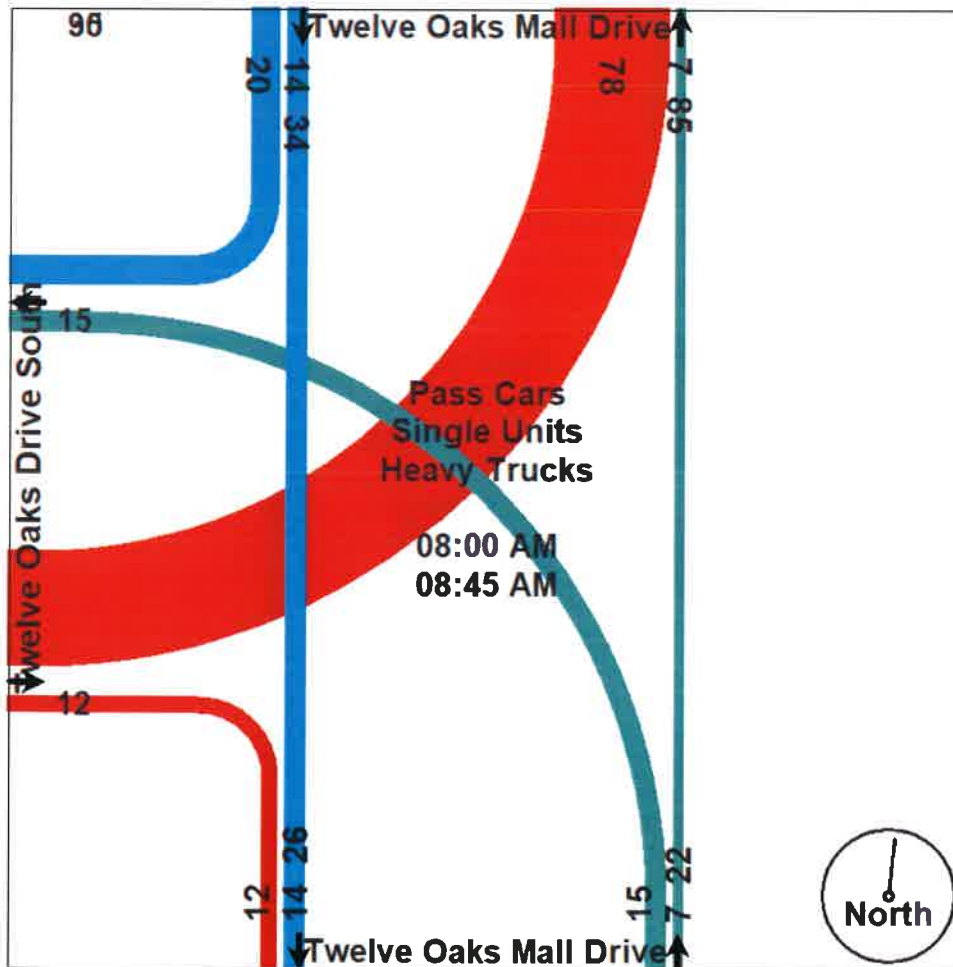 Twelve Oaks Mall Drive
20
14 34
78
7 85
Twelve Oaks Drive South
15
Pass Cars
Single Units
Heavy Trucks
08:00 AM
08:45 AM
12
12
14 26
15
7 22
North
Twelve Oaks Mall Drive